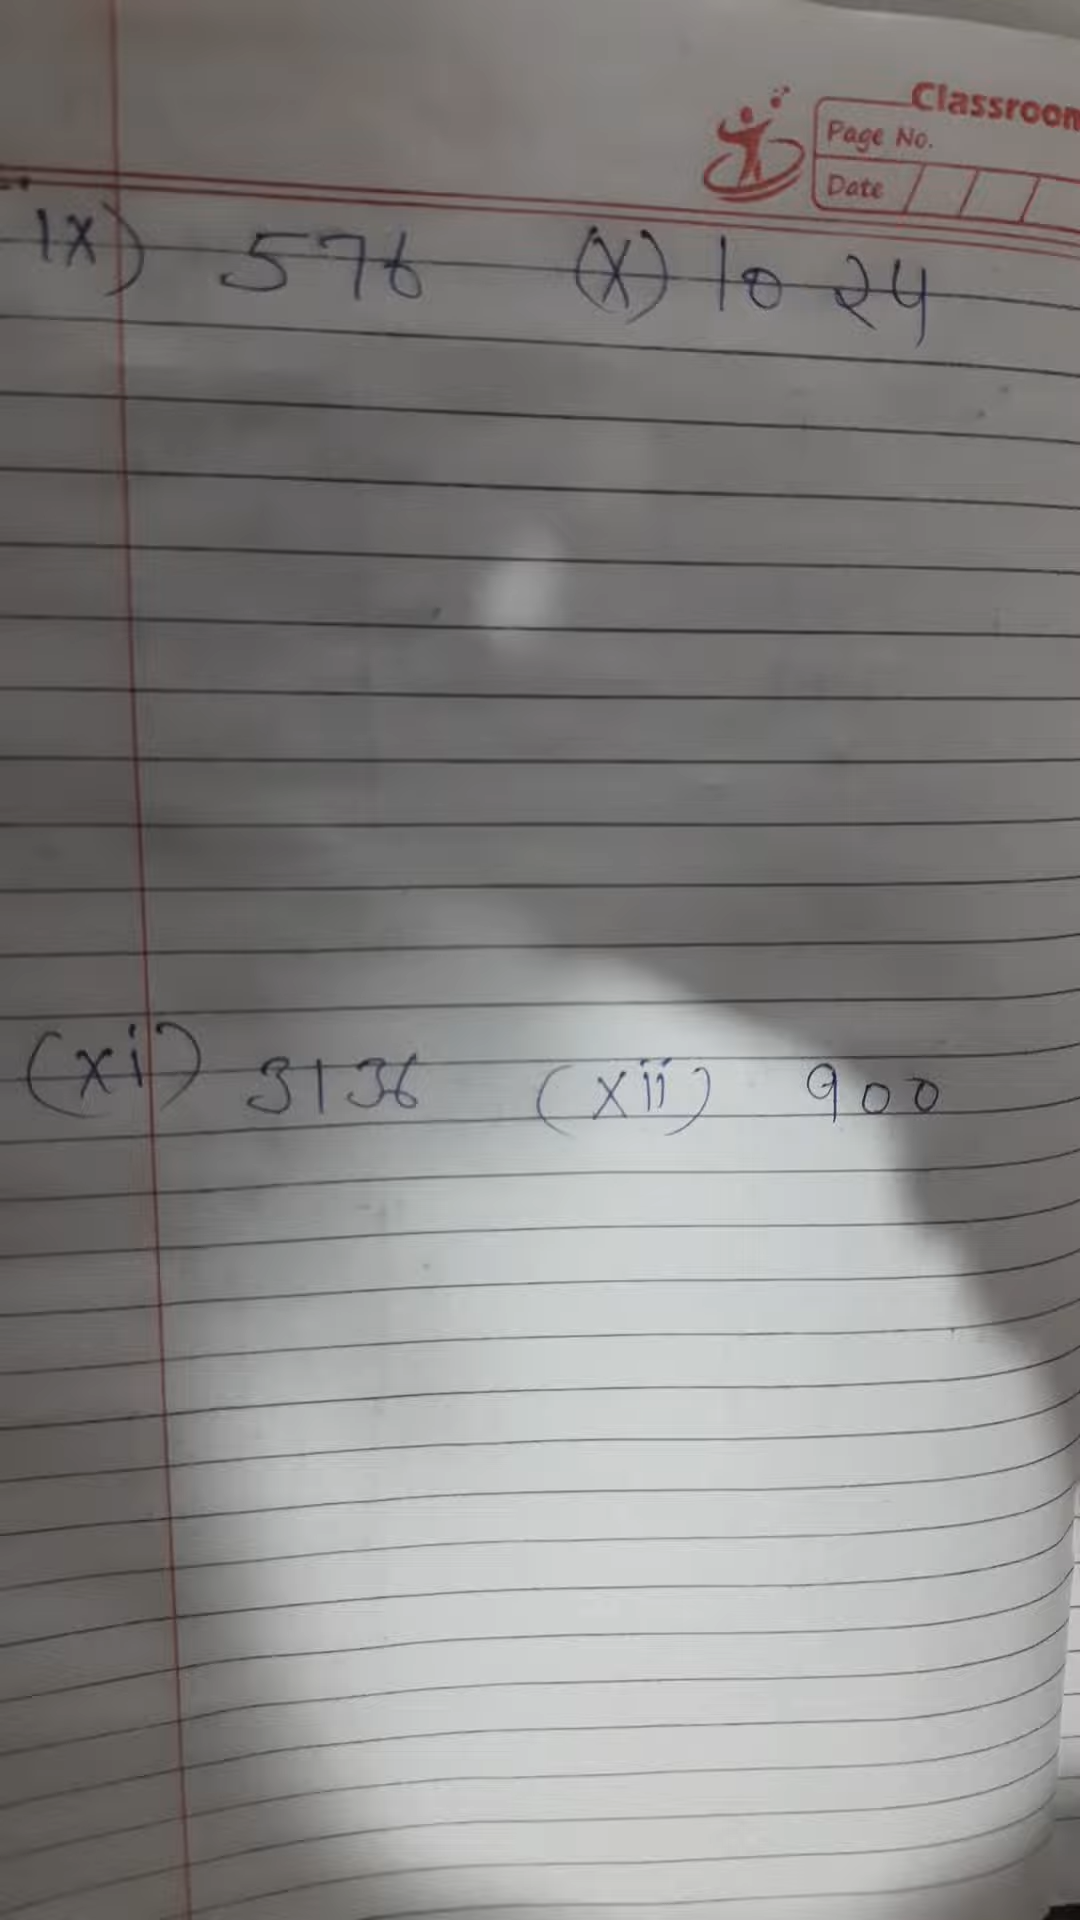 Classroom
Page No.
Date
ix) 576 (x) 1024
(xi) 3136 (xii) 900